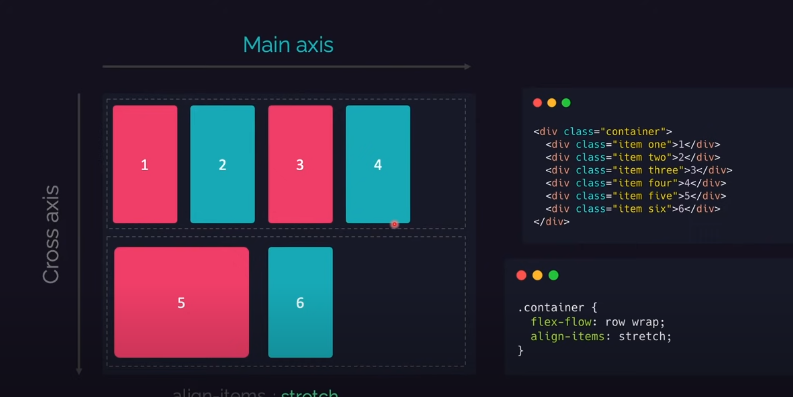 Main axis
Cross axis
1 2 3 4
5 6
<div class="container">
<div class="item one">1</div>
<div class="item two">2</div>
<div class="item three">3</div>
<div class="item four">4</div>
<div class="item five">5</div>
<div class="item six">6</div>
</div>
.container {
flex-flow: row wrap;
align-items: stretch;
}
align-items : stretch